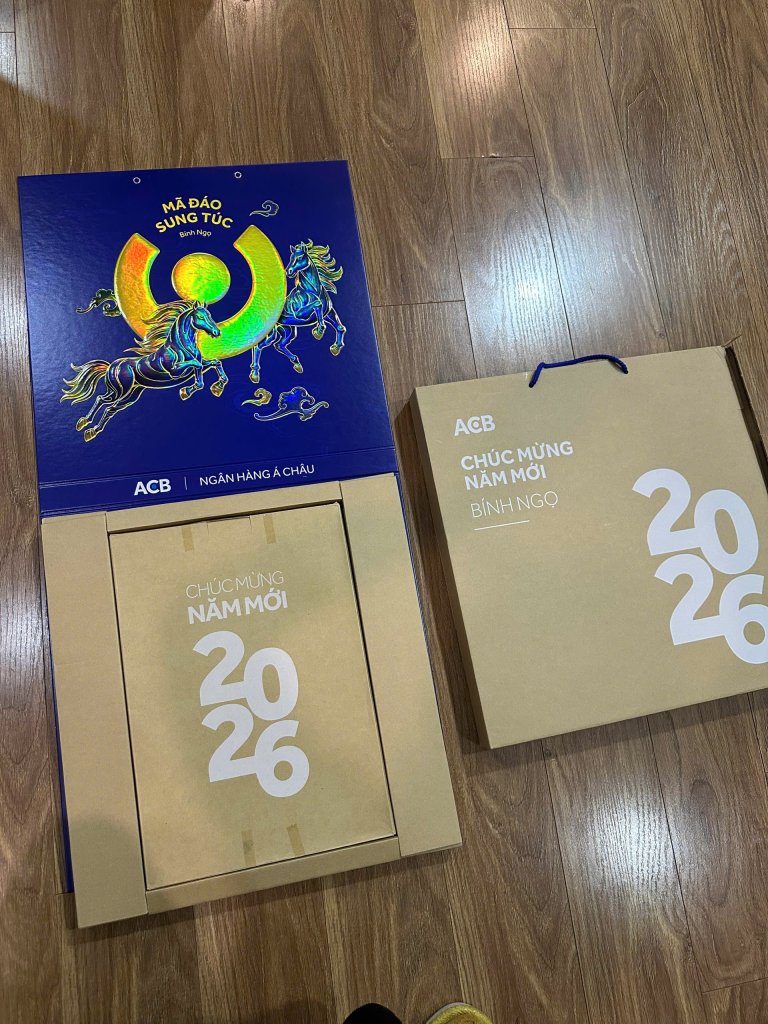 MÃ ĐÁO
SUNG TÚC
Bính Ngọ
ACB | NGÂN HÀNG Á CHÂU
CHÚC MỪNG
NĂM MỚI
20
26
ACB
CHÚC MỪNG
NĂM MỚI
BÍNH NGỌ
20
26